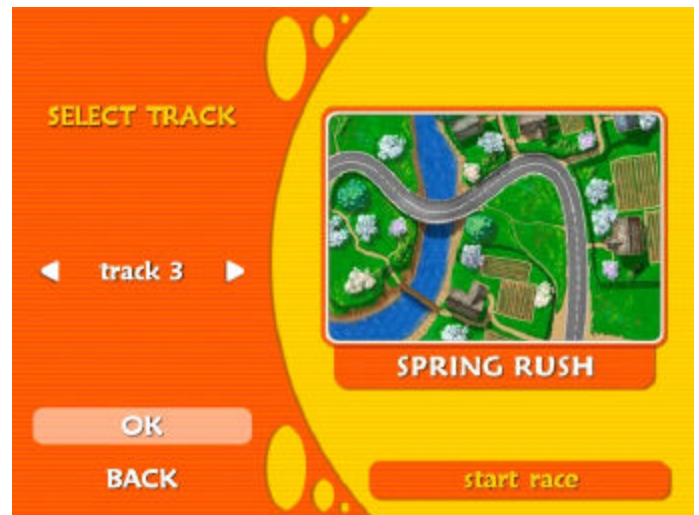 SELECT TRACK
track 3
SPRING RUSH
OK
BACK
start race